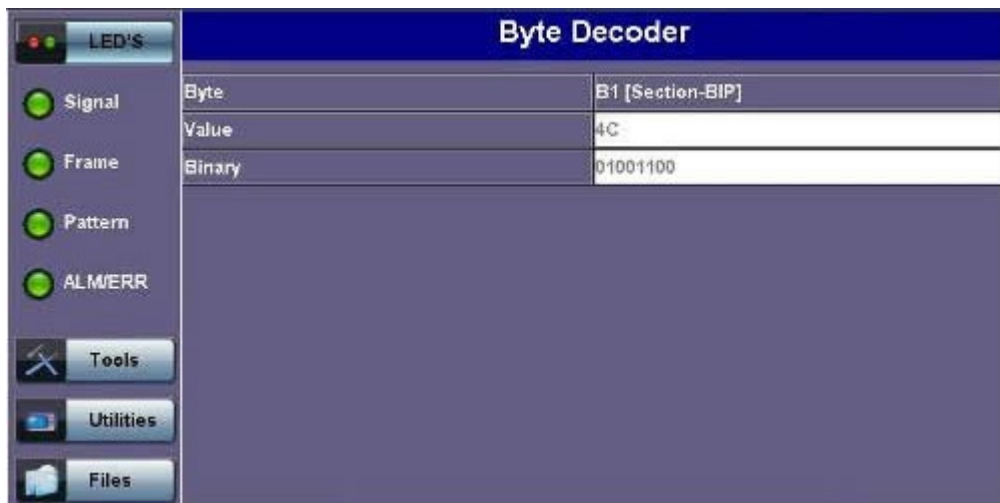 LED'S
Byte Decoder
Signal
Frame
Pattern
ALM/ERR
Tools
Utilities
Files
Byte B1 [Section-BIP]
Value 4C
Binary 01001100